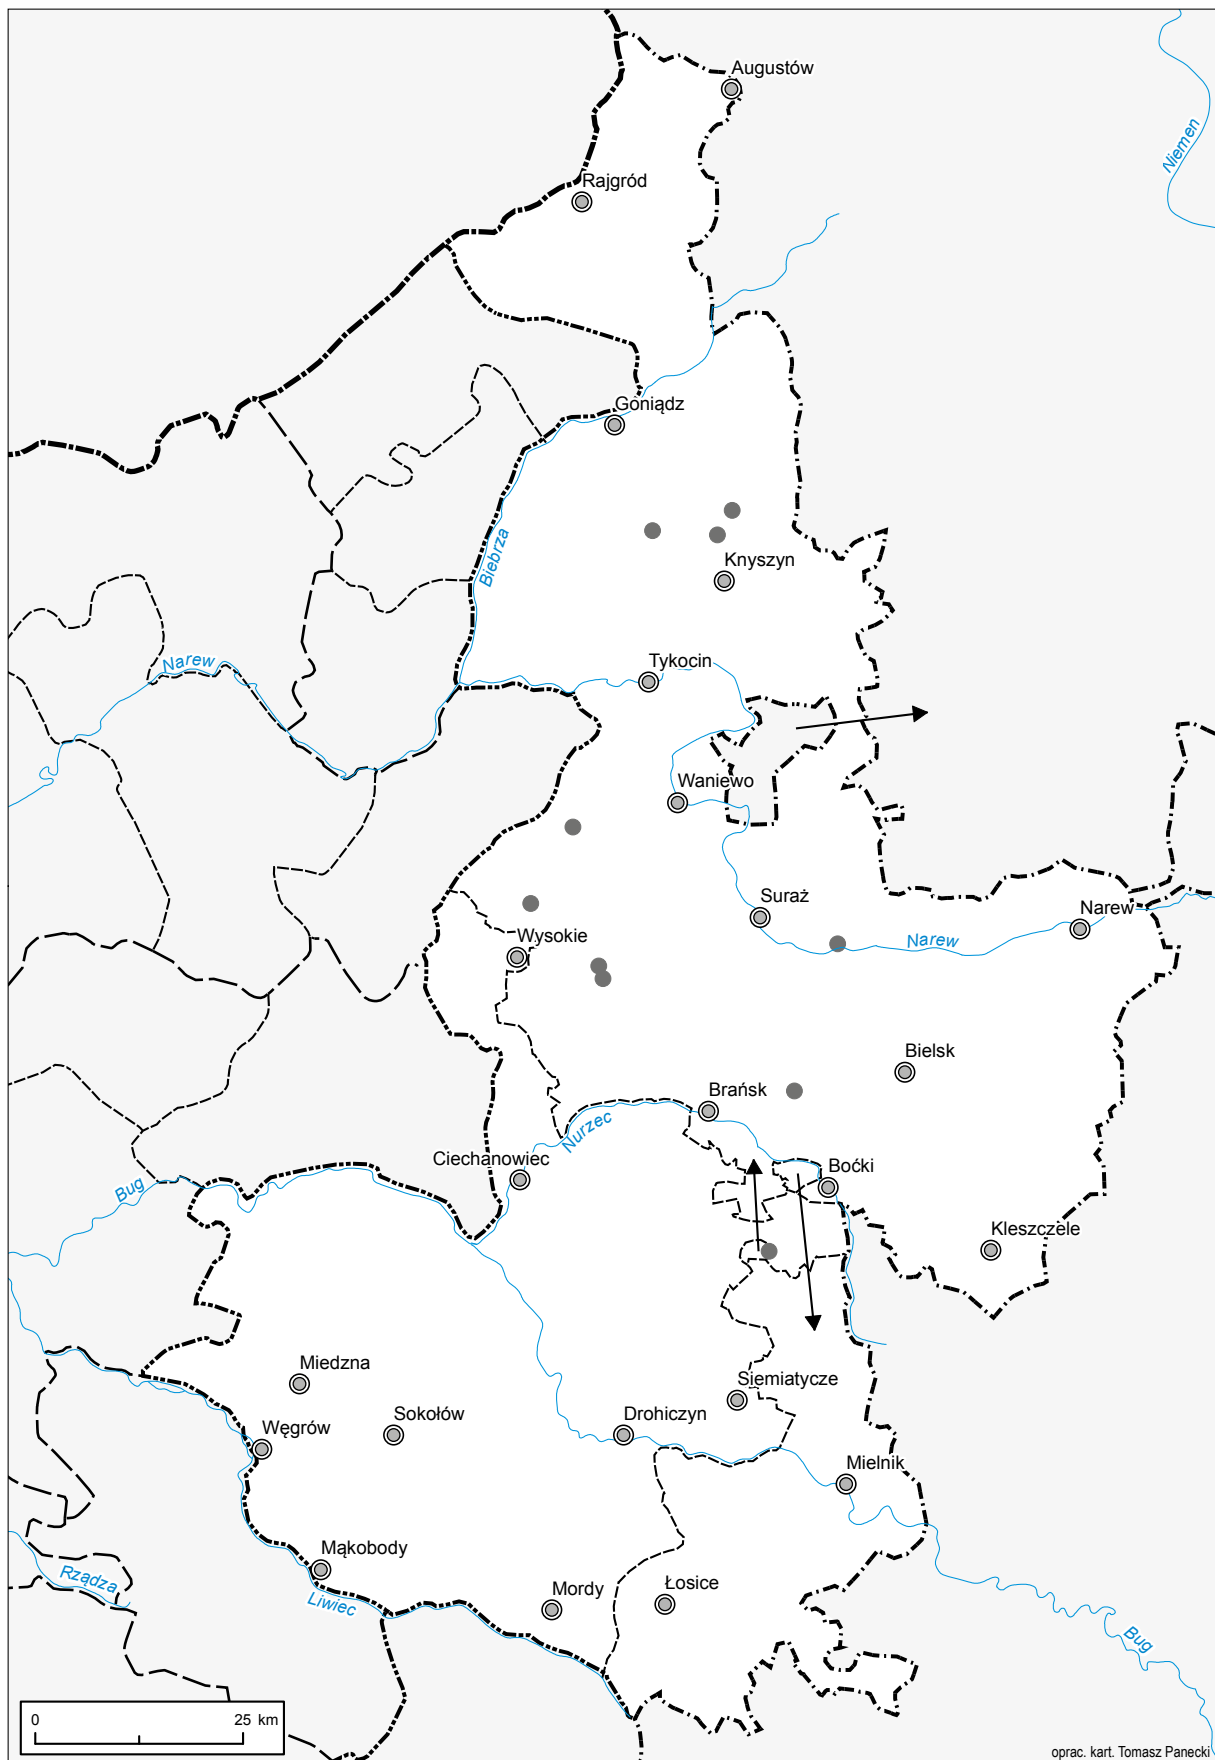 Augustów
Niemen
Rajgród
Goniądz
Biebrza
Knyszyn
Narew
Tykocin
Waniewo
Suraż
Narew
Wysokie
Narew
Bielsk
Brańsk
Nurzec
Ciechanowiec
Boćki
Bug
Kleszczele
Miedzna
Siemiatycze
Sokołów
Drohiczyn
Węgrów
Mielnik
Mąkobody
Rządza
Liwiec
Mordy
Łosice
Bug
0 25 km
oprac. kart. Tomasz Panecki